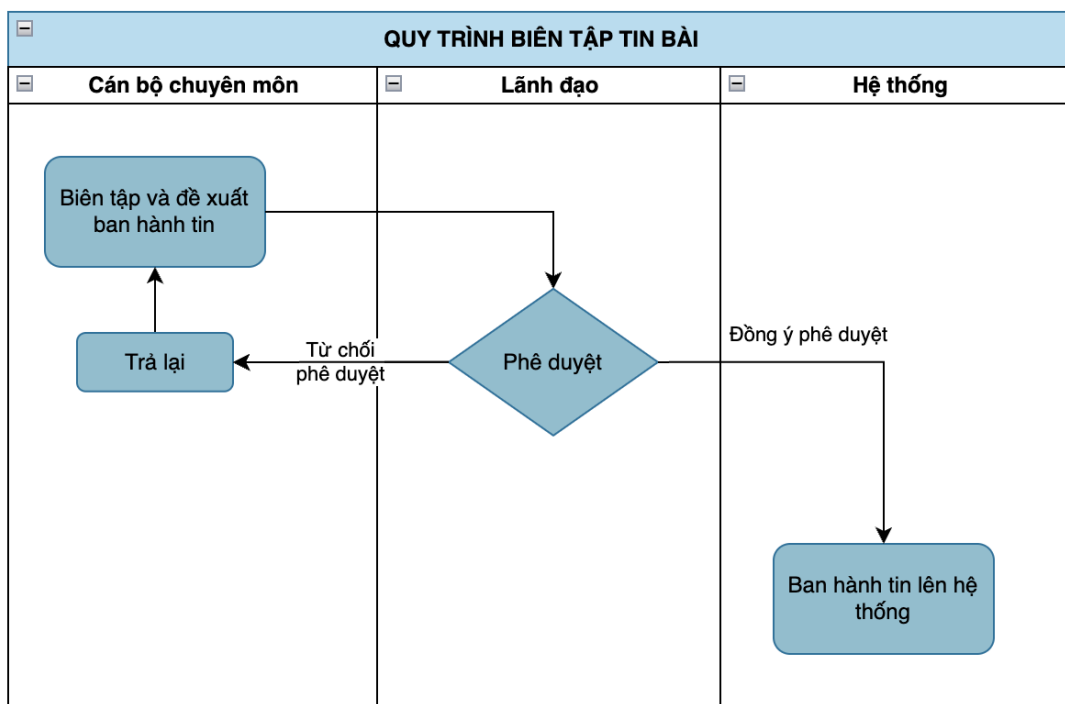 QUY TRÌNH BIÊN TẬP TIN BÀI
Cán bộ chuyên môn
Lãnh đạo
Hệ thống
Biên tập và đề xuất
ban hành tin
Trả lại
Từ chối
phê duyệt
Phê duyệt
Đồng ý phê duyệt
Ban hành tin lên hệ
thống